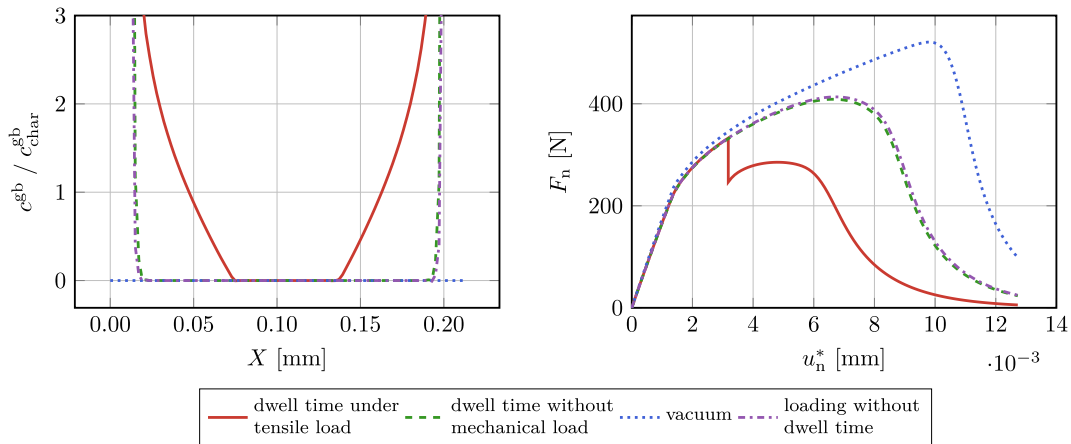 3
2
1
0
c^gb / c^gb_char
0.00
0.05
0.10
0.15
0.20
X [mm]
400
200
0
F_n [N]
0
2
4
6
8
10
12
14
u_n^* [mm]
·10^−3
dwell time under
tensile load
dwell time without
mechanical load
vacuum
loading without
dwell time